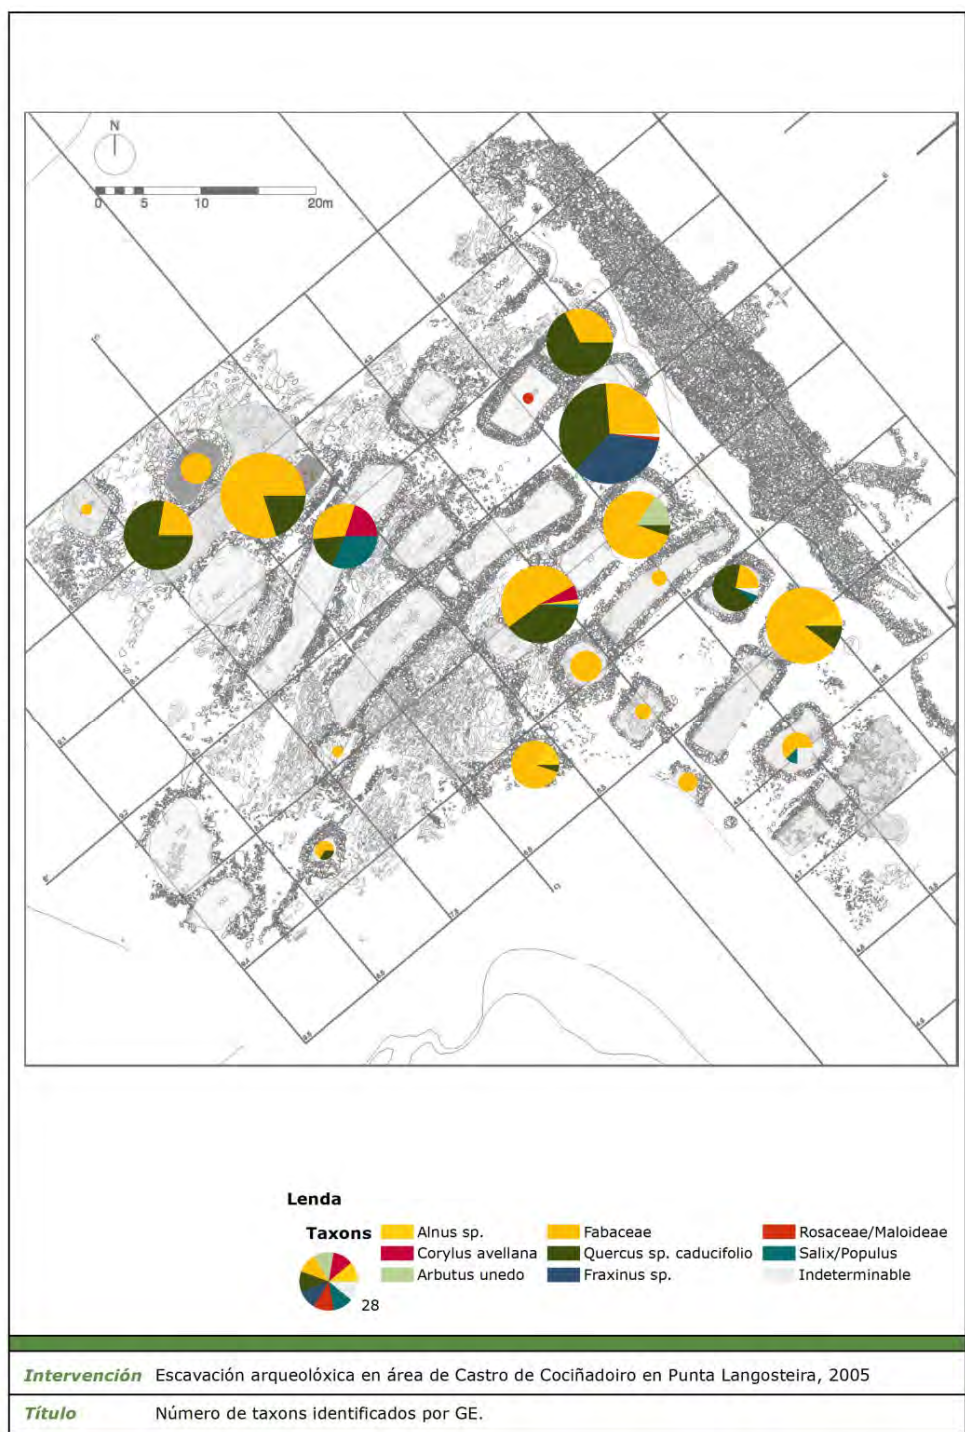 N
0 5 10 20m
Lenda
Taxons
Alnus sp.
Fabaceae
Rosaceae/Maloideae
Corylus avellana
Quercus sp. caducifolio
Salix/Populus
Arbutus unedo
Fraxinus sp.
Indeterminable
28
Intervención Escavación arqueolóxica en área de Castro de Cociñadoiro en Punta Langosteira, 2005
Título Número de taxons identificados por GE.